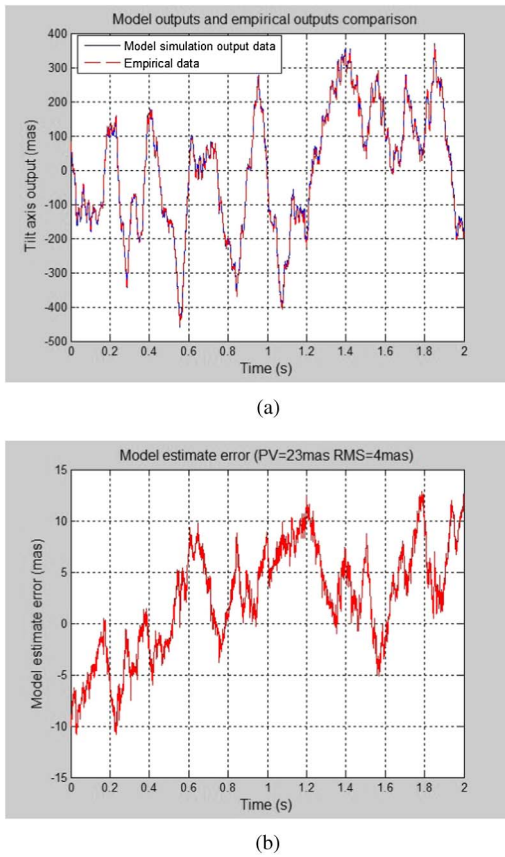 Model outputs and empirical outputs comparison
Model simulation output data
Empirical data
400
300
200
100
0
-100
-200
-300
-400
-500
Tilt axis output (mas)
0 0.2 0.4 0.6 0.8 1 1.2 1.4 1.6 1.8 2
Time (s)
(a)
Model estimate error (PV=23mas RMS=4mas)
15
10
5
0
-5
-10
-15
Model estimate error (mas)
0 0.2 0.4 0.6 0.8 1 1.2 1.4 1.6 1.8 2
Time (s)
(b)